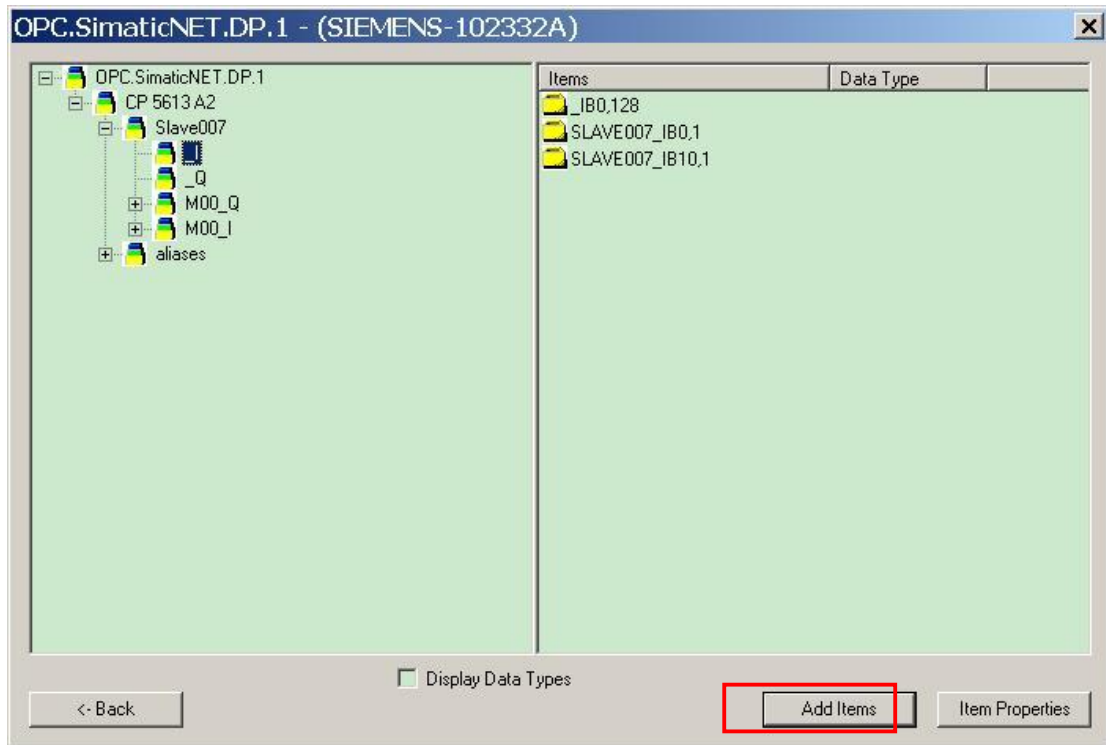 OPC.SimaticNET.DP.1 - (SIEMENS-102332A)
OPC.SimaticNET.DP.1
CP 5613 A2
Slave007
_I
_Q
M00_Q
M00_I
aliases
Items Data Type
_IB0,128
SLAVE007_IB0,1
SLAVE007_IB10,1
Display Data Types
<- Back Add Items Item Properties